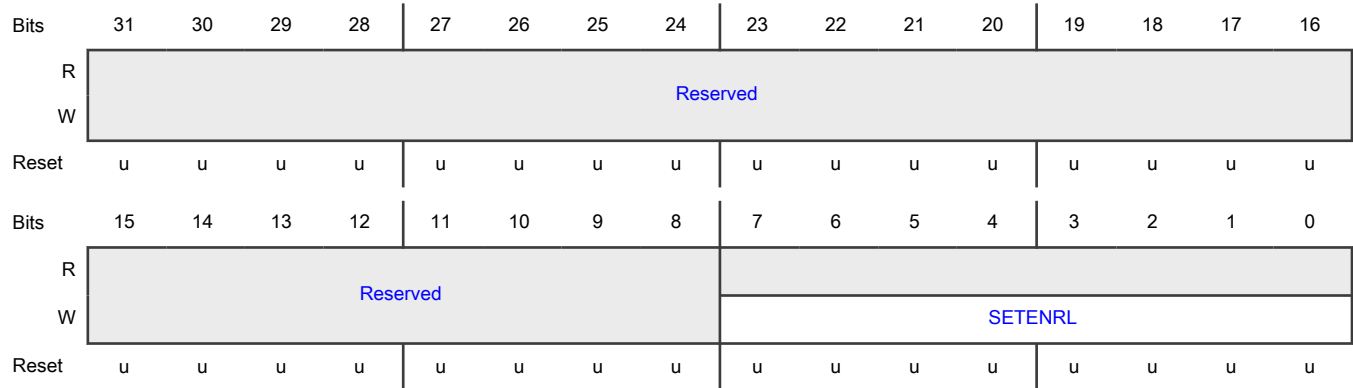 Bits 31 30 29 28 27 26 25 24 23 22 21 20 19 18 17 16
R
Reserved
W
Reset u u u u u u u u u u u u u u u u
Bits 15 14 13 12 11 10 9 8 7 6 5 4 3 2 1 0
R
Reserved
W SETENRL
Reset u u u u u u u u u u u u u u u u